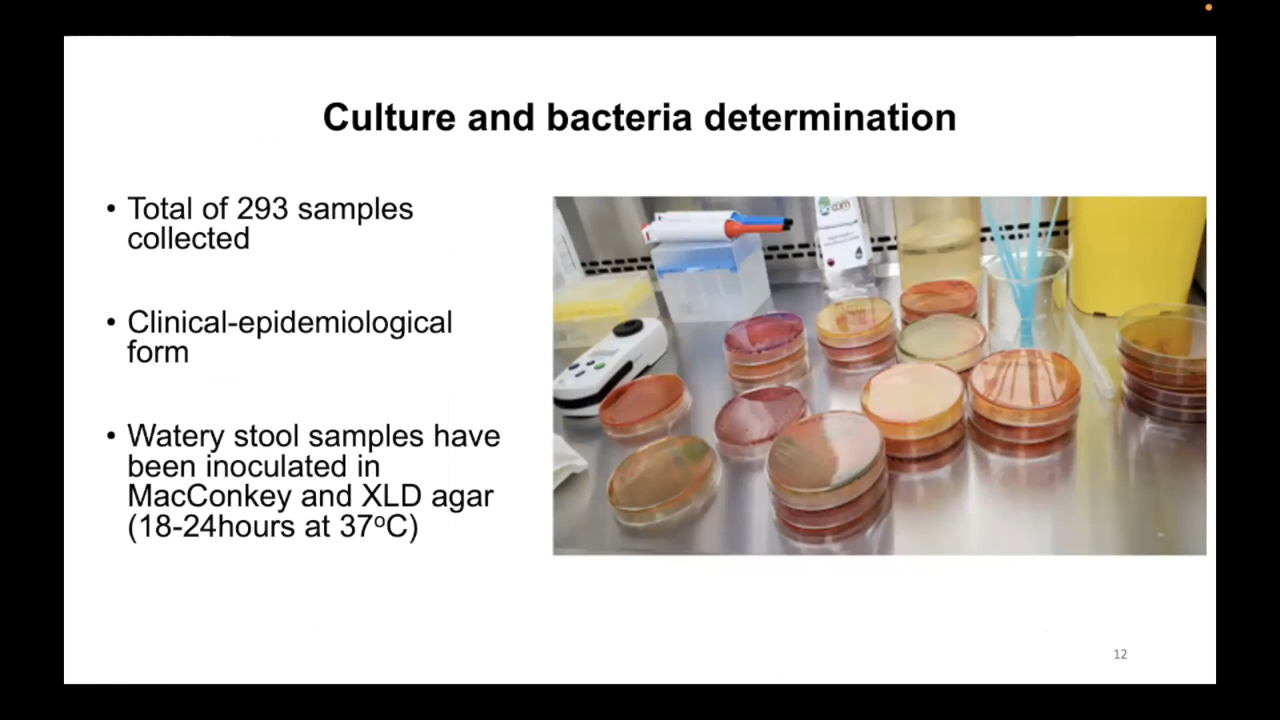 Culture and bacteria determination
• Total of 293 samples
collected
• Clinical-epidemiological
form
• Watery stool samples have
been inoculated in
MacConkey and XLD agar
(18-24hours at 37ºC)
com
12